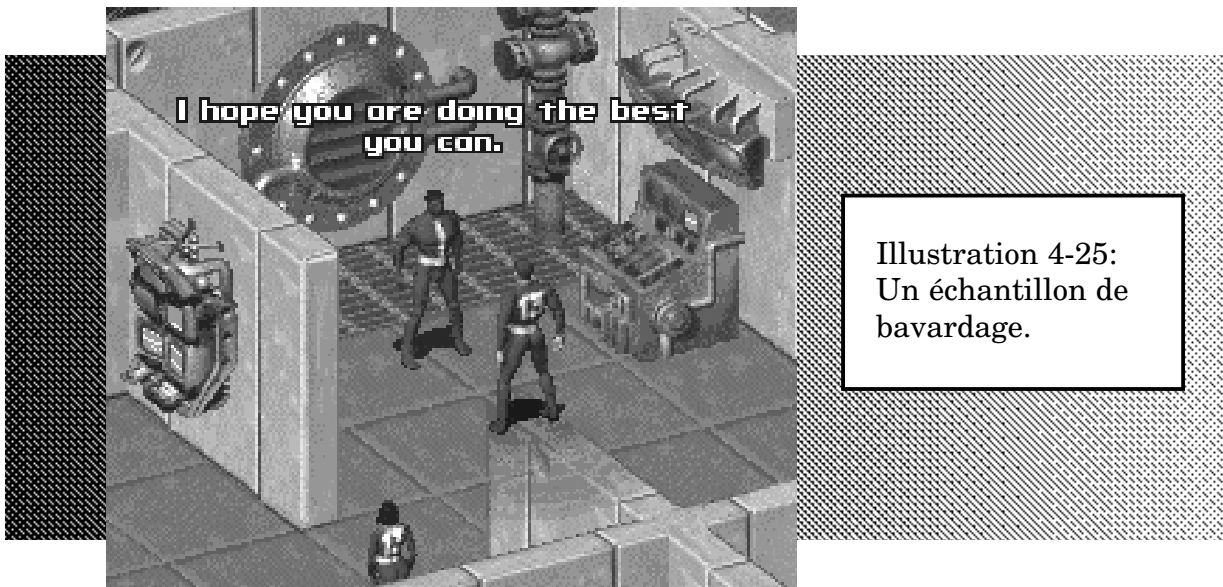 I hope you are doing the best
you can.
Illustration 4-25:
Un échantillon de
bavardage.